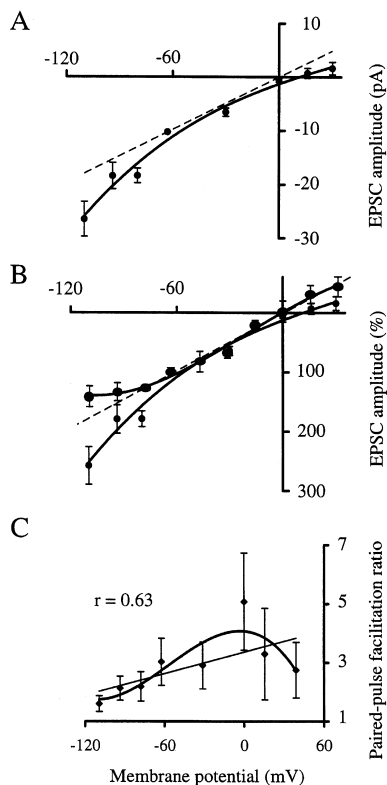 A
10
-120
-60
-10
-20
-30
EPSC amplitude (pA)
B
-120
-60
100
200
300
EPSC amplitude (%)
C
7
5
3
1
r = 0.63
Paired-pulse facilitation ratio
-120
-60
0
60
Membrane potential (mV)